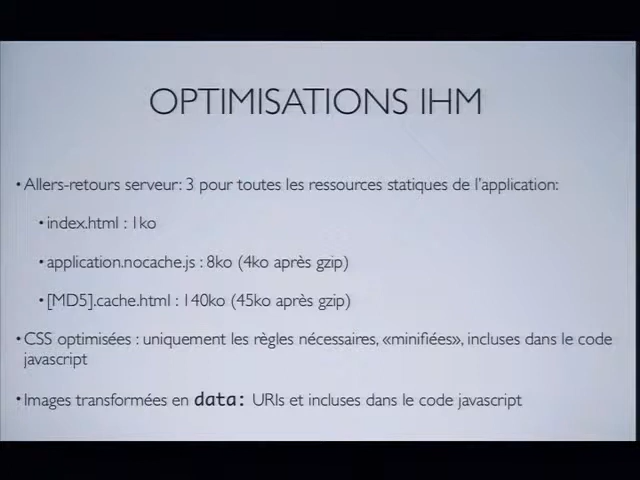 OPTIMISATIONS IHM
•Allers-retours serveur: 3 pour toutes les ressources statiques de l'application:
•index.html : 1ko
•application.nocache.js : 8ko (4ko après gzip)
•[MD5].cache.html : 140ko (45ko après gzip)
•CSS optimisées : uniquement les règles nécessaires, «minifiées», incluses dans le code
javascript
•Images transformées en data: URIs et incluses dans le code javascript